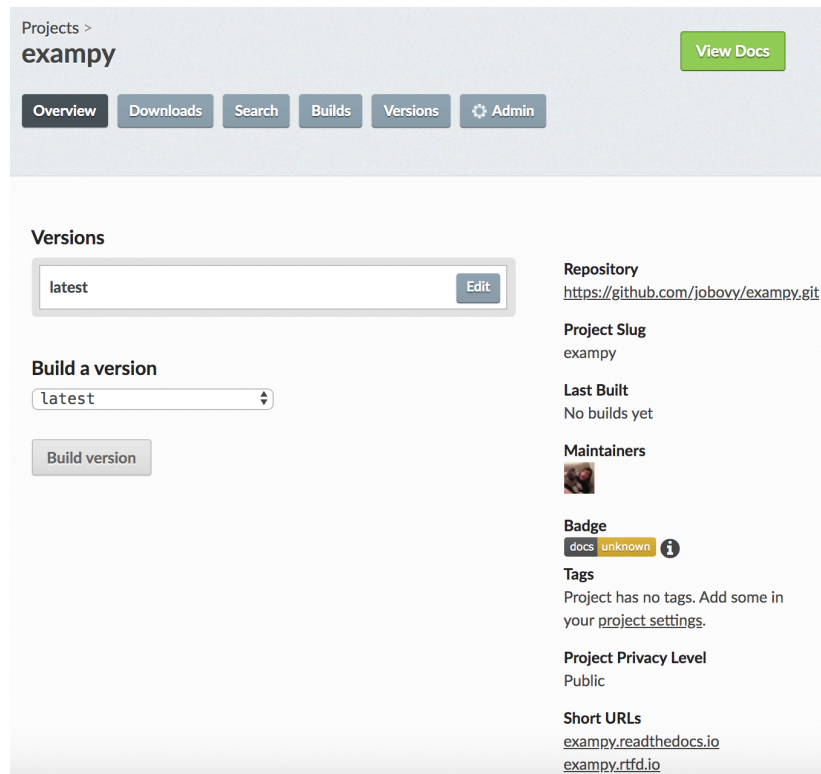 Projects >
exampy
View Docs
Overview
Downloads
Search
Builds
Versions
Admin
Versions
latest
Edit
Build a version
latest
Build version
Repository
https://github.com/jobovy/exampy.git
Project Slug
exampy
Last Built
No builds yet
Maintainers
Badge
docs unknown
Tags
Project has no tags. Add some in
your project settings.
Project Privacy Level
Public
Short URLs
exampy.readthedocs.io
exampy.rtfd.io